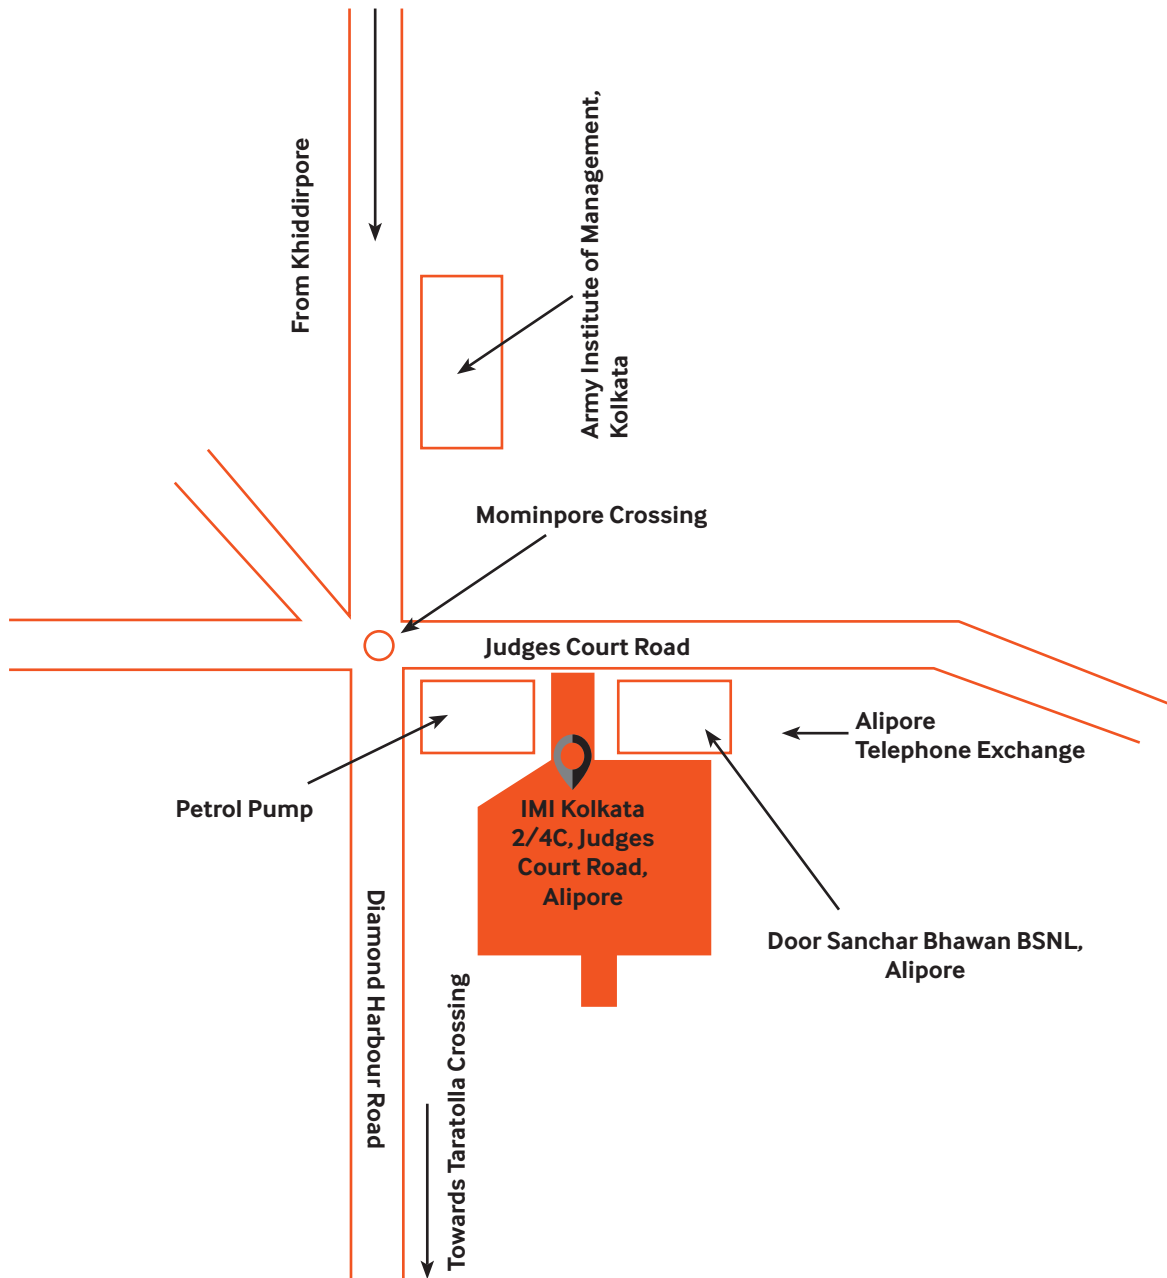 From Khiddirpore
Army Institute of Management,
Kolkata
Mominpore Crossing
Judges Court Road
Alipore
Telephone Exchange
Petrol Pump
IMI Kolkata
2/4C, Judges
Court Road,
Alipore
Door Sanchar Bhawan BSNL,
Alipore
Diamond Harbour Road
Towards Taratolla Crossing